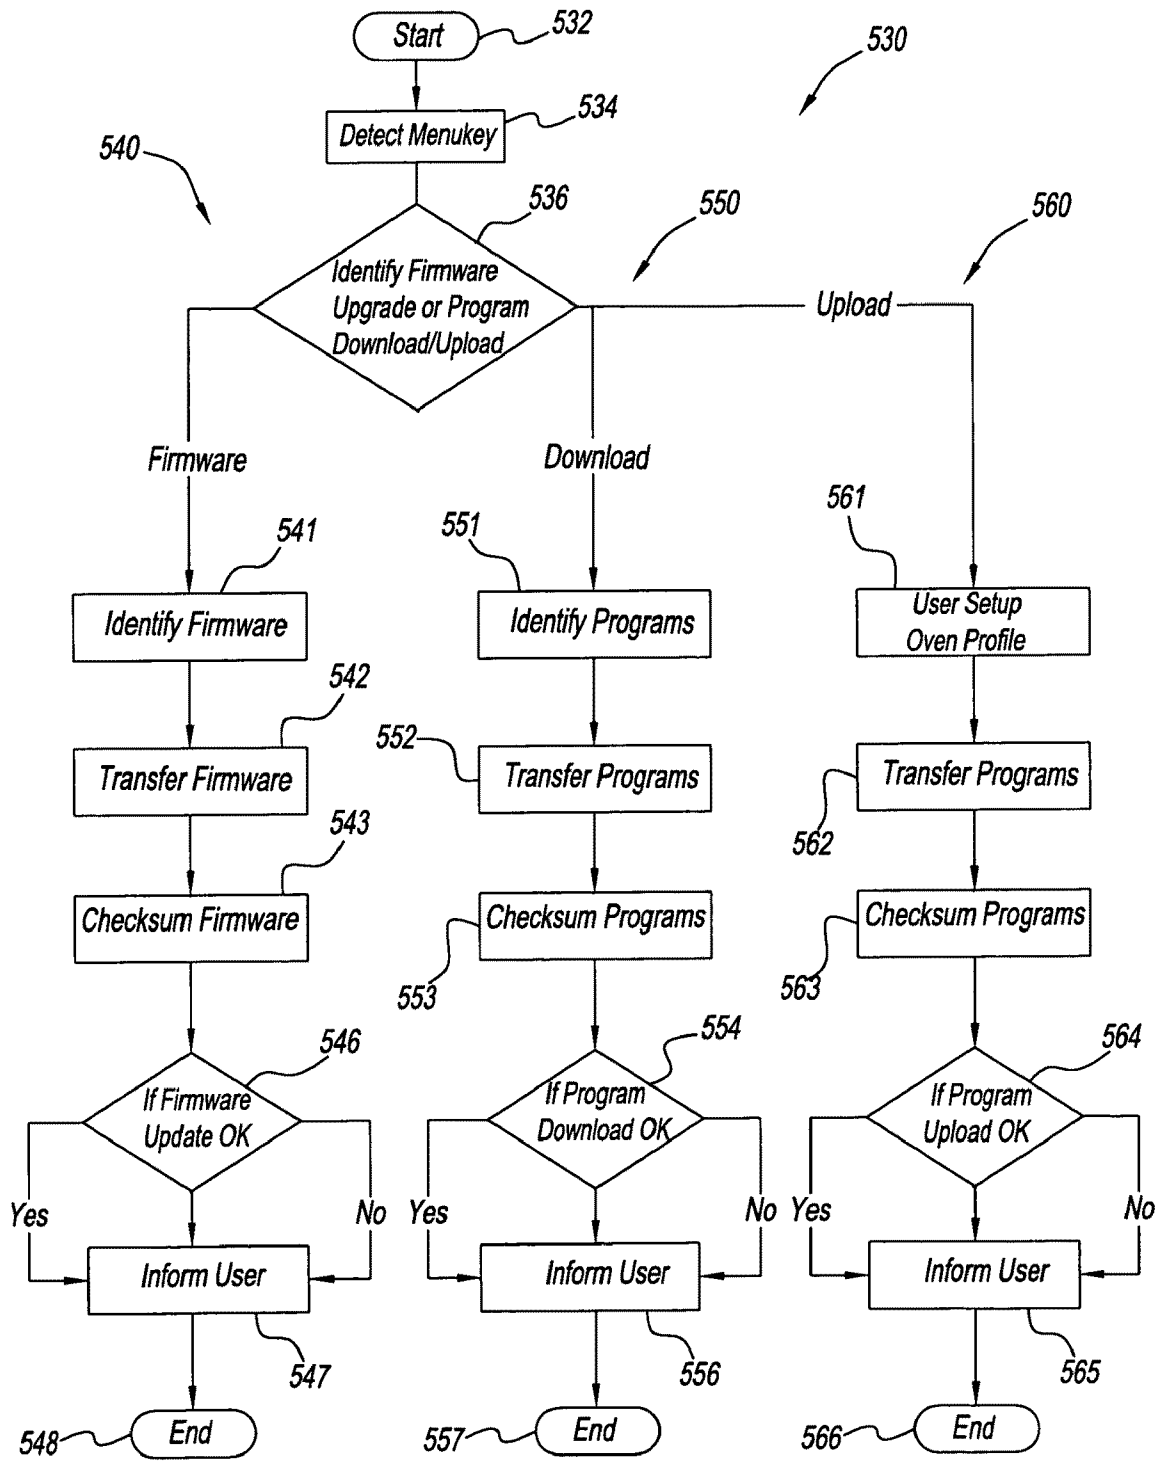 Start
532
530
Detect Menukey
534
540
536
550
560
Identify Firmware
Upgrade or Program
Download/Upload
Upload
Firmware
Download
541
551
561
Identify Firmware
Identify Programs
User Setup
Oven Profile
542
552
562
Transfer Firmware
Transfer Programs
Transfer Programs
543
553
563
Checksum Firmware
Checksum Programs
Checksum Programs
546
554
564
If Firmware
Update OK
If Program
Download OK
If Program
Upload OK
Yes
No
Yes
No
Yes
No
Inform User
Inform User
Inform User
547
556
565
548
End
557
End
566
End